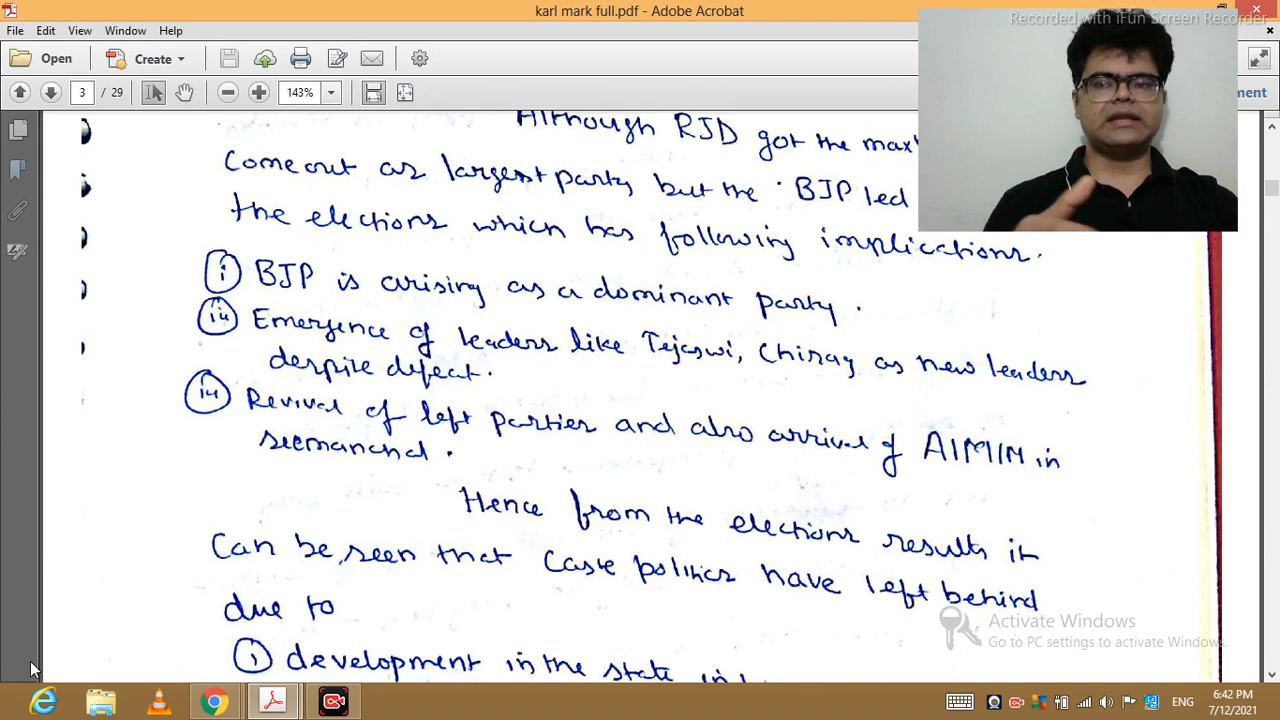 karl mark full.pdf - Adobe Acrobat
File Edit View Window Help
Recorded with iFun Screen Recorder
Open Create 3 / 29 143% ment
Although RJD got the max
Come out as largest party but the BJP led
the elections which has following implications.
(i) BJP is arising as a dominant party.
Emergence of leaders like Tejaswi, Chirag as new leaders
despite defeat.
Revival of left parties and also arrival of AIMIM in
seemanchal.
Hence from the elections results it
Can be seen that Caste politics have left behind
due to
(i) development in the state in
Activate Windows
Go to PC settings to activate Windows.
ENG
6:42 PM
7/12/2021